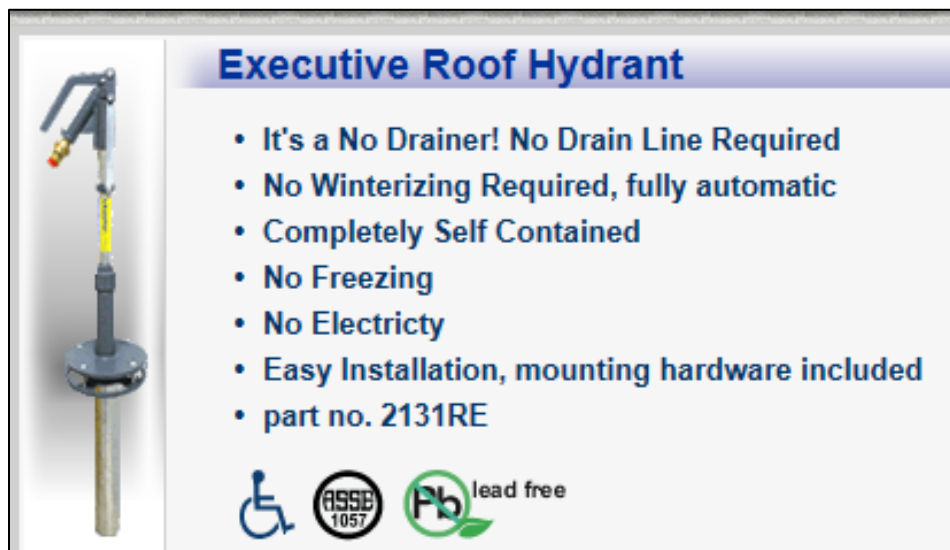 Executive Roof Hydrant
• It's a No Drainer! No Drain Line Required
• No Winterizing Required, fully automatic
• Completely Self Contained
• No Freezing
• No Electricty
• Easy Installation, mounting hardware included
• part no. 2131RE
ASSE
1057
Pb
lead free